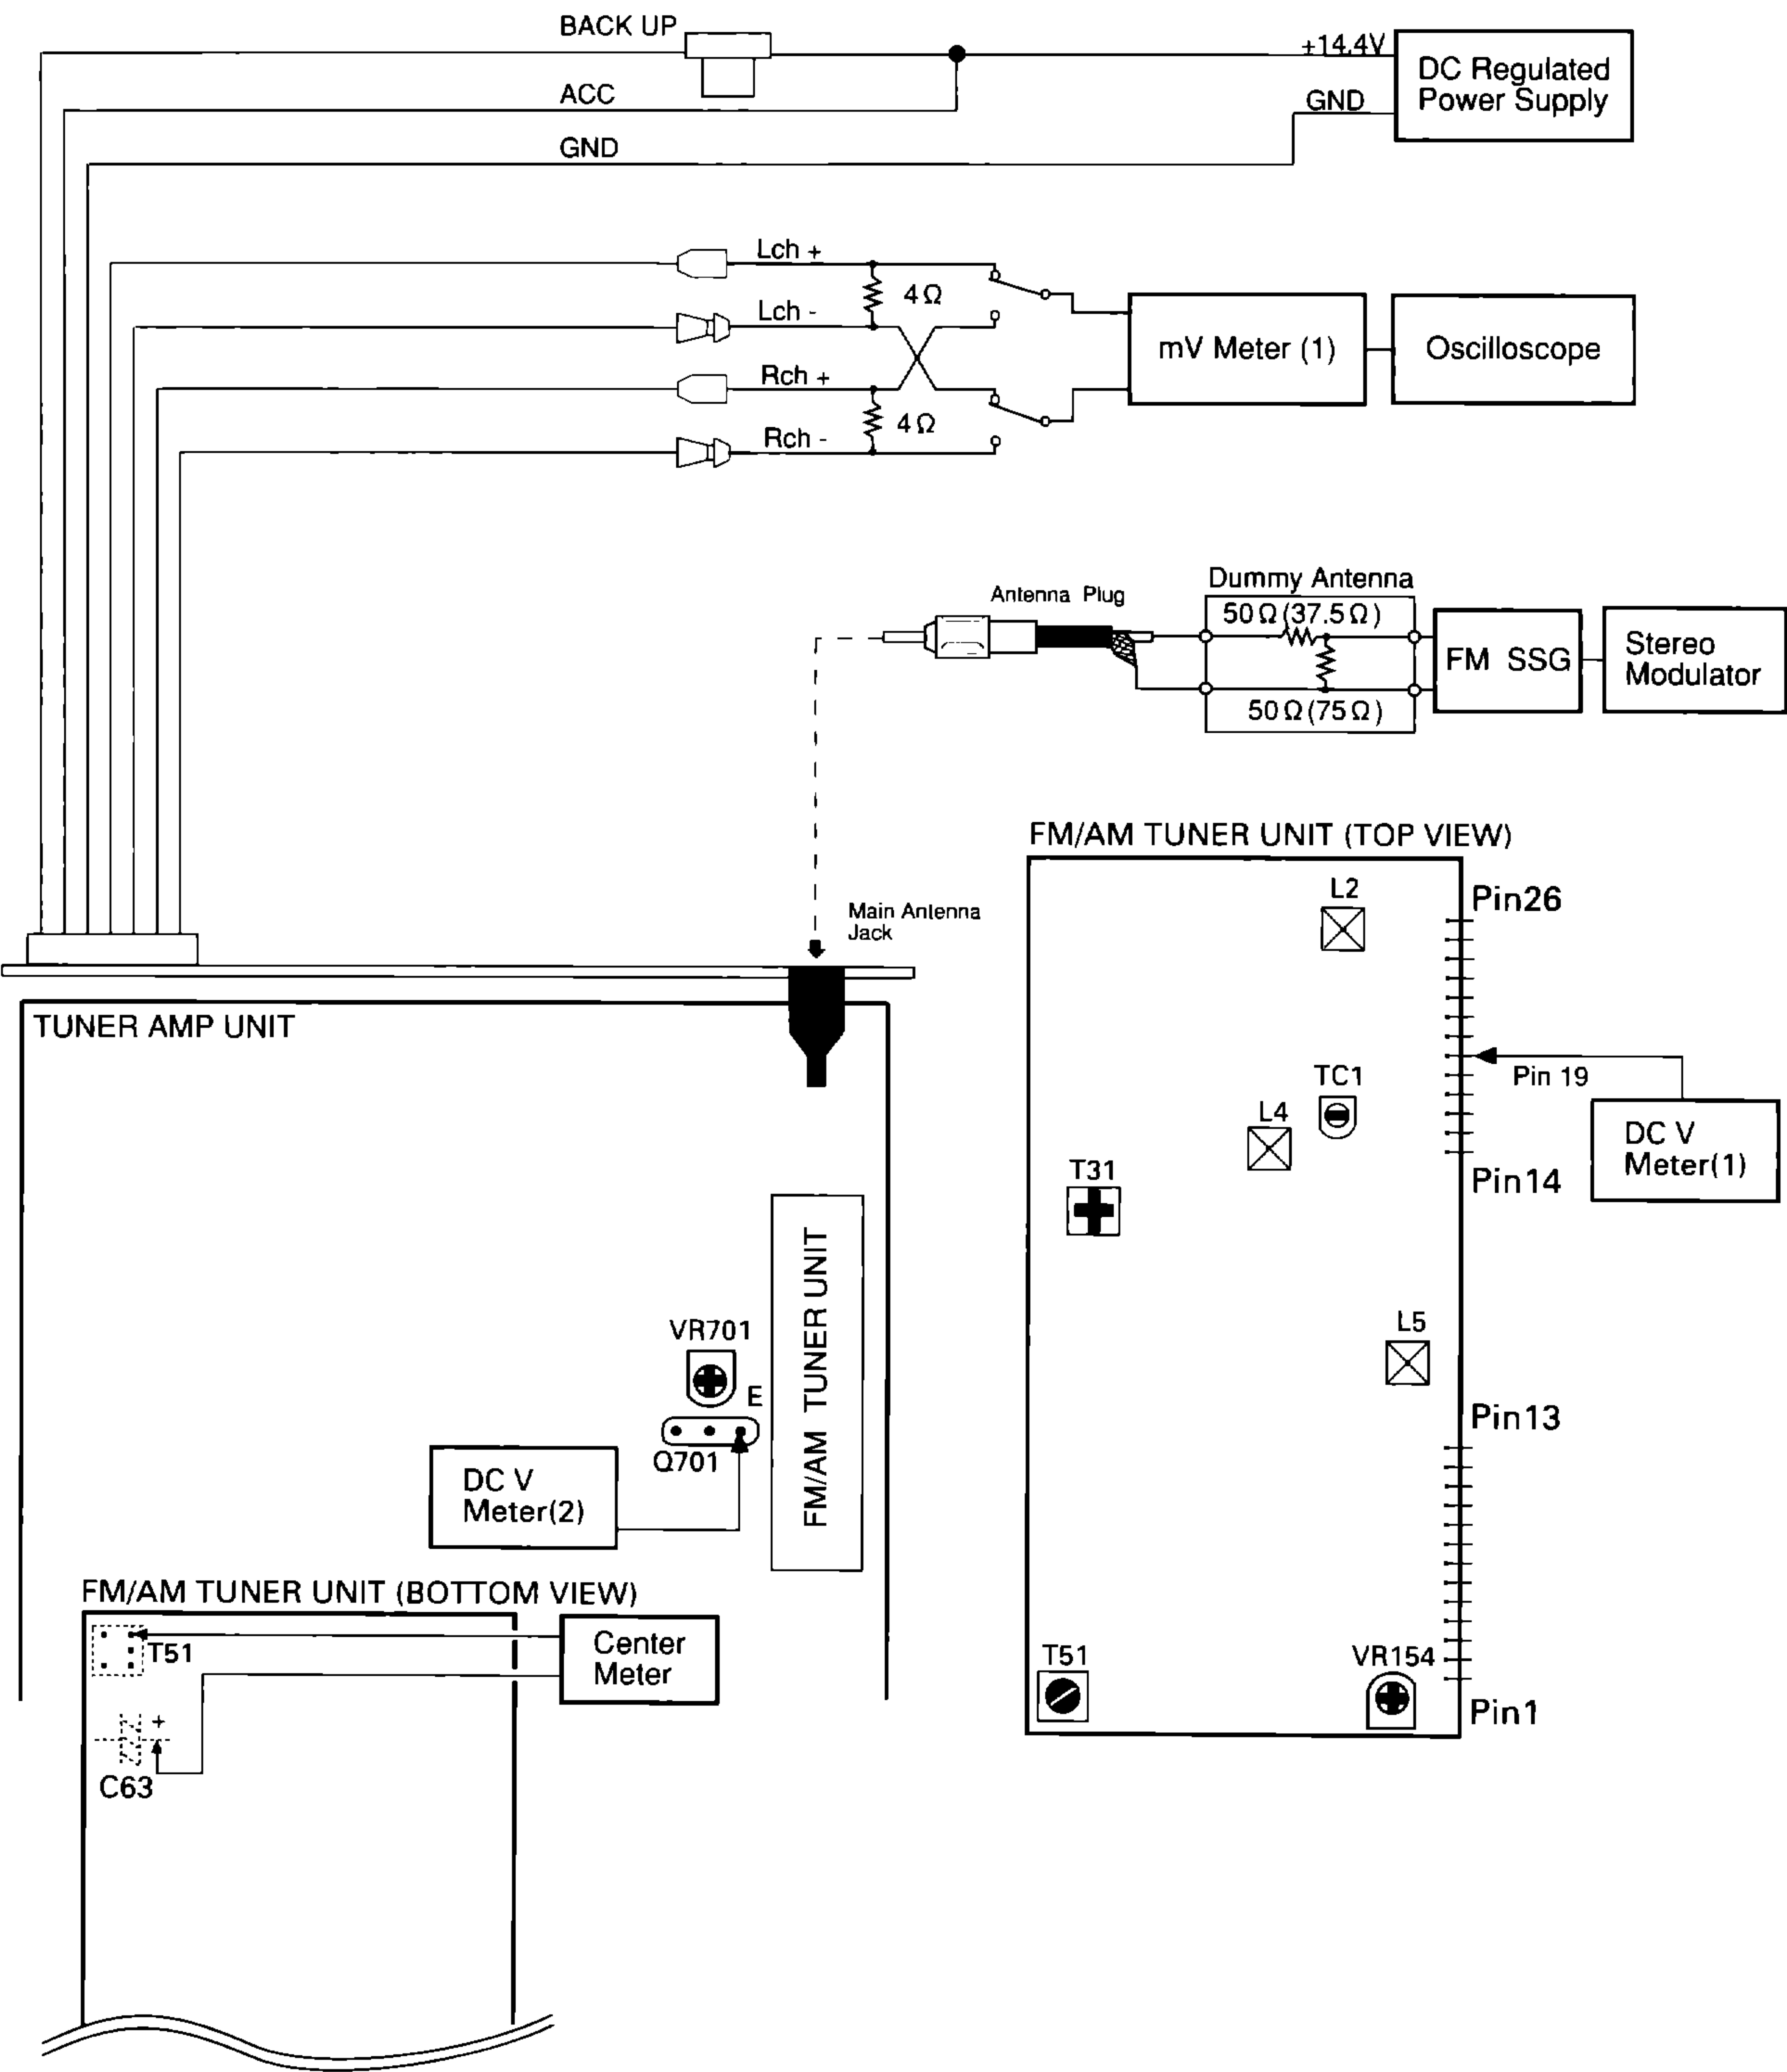 BACK UP
+14.4V
DC Regulated
Power Supply
ACC
GND
GND
Lch +
4Ω
Lch -
mV Meter (1)
Oscilloscope
Rch +
4Ω
Rch -
Dummy Antenna
Antenna Plug
50Ω(37.5Ω)
FM SSG
Stereo
Modulator
50Ω(75Ω)
FM/AM TUNER UNIT (TOP VIEW)
L2
Pin26
Main Antenna
Jack
TUNER AMP UNIT
TC1
Pin 19
L4
DC V
Meter(1)
T31
Pin14
FM/AM TUNER UNIT
VR701
E
L5
Q701
Pin13
DC V
Meter(2)
FM/AM TUNER UNIT (BOTTOM VIEW)
T51
Center
Meter
T51
VR154
+
Pin1
C63